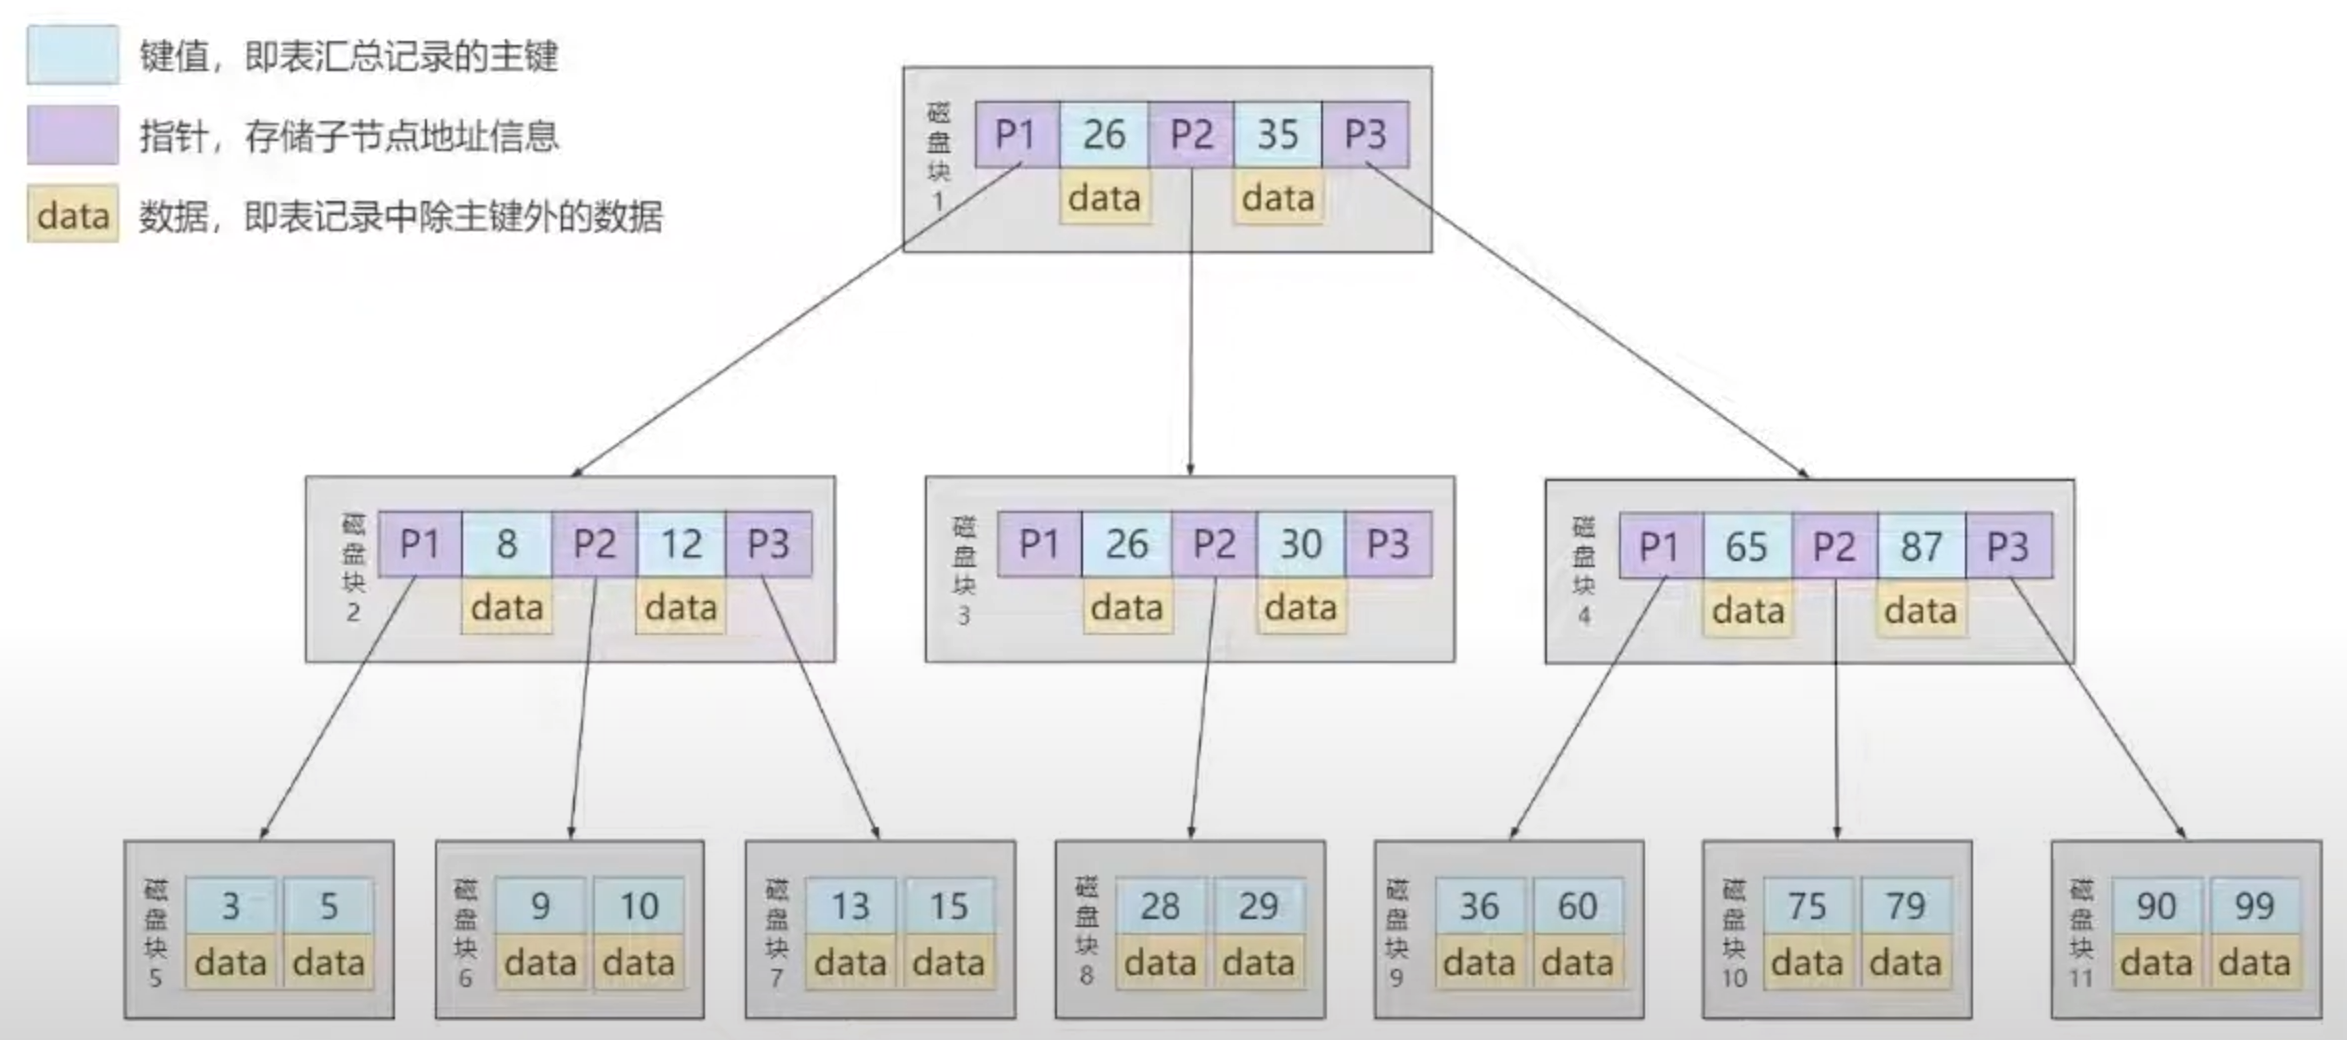 键值，即表汇总记录的主键
指针，存储子节点地址信息
data 数据，即表记录中除主键外的数据
磁盘块1
P1 26 P2 35 P3
data data
磁盘块2
P1 8 P2 12 P3
data data
磁盘块3
P1 26 P2 30 P3
data data
磁盘块4
P1 65 P2 87 P3
data data
磁盘块5
3 5
data data
磁盘块6
9 10
data data
磁盘块7
13 15
data data
磁盘块8
28 29
data data
磁盘块9
36 60
data data
磁盘块10
75 79
data data
磁盘块11
90 99
data data